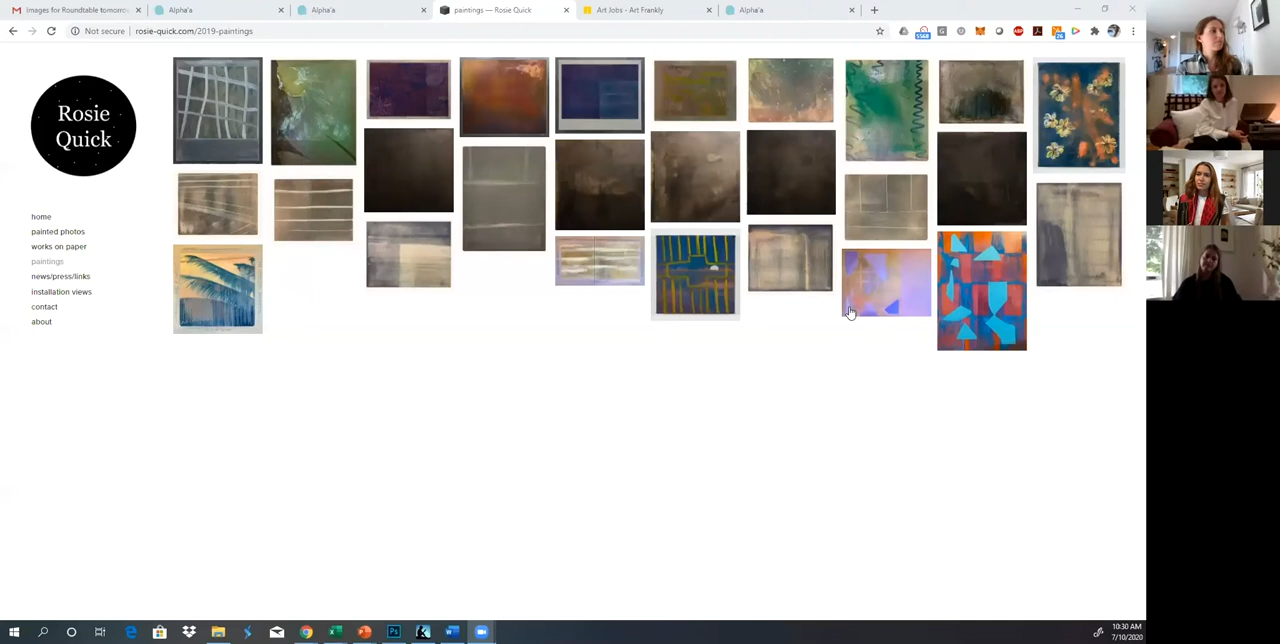 Images for Roundtable tomorro
Alpha'a
Alpha'a
paintings — Rosie Quick
Art Jobs - Art Frankly
Alpha'a
Not secure | rosie-quick.com/2019-paintings
Rosie
Quick
home
painted photos
works on paper
paintings
news/press/links
installation views
contact
about
10:30 AM
7/10/2020